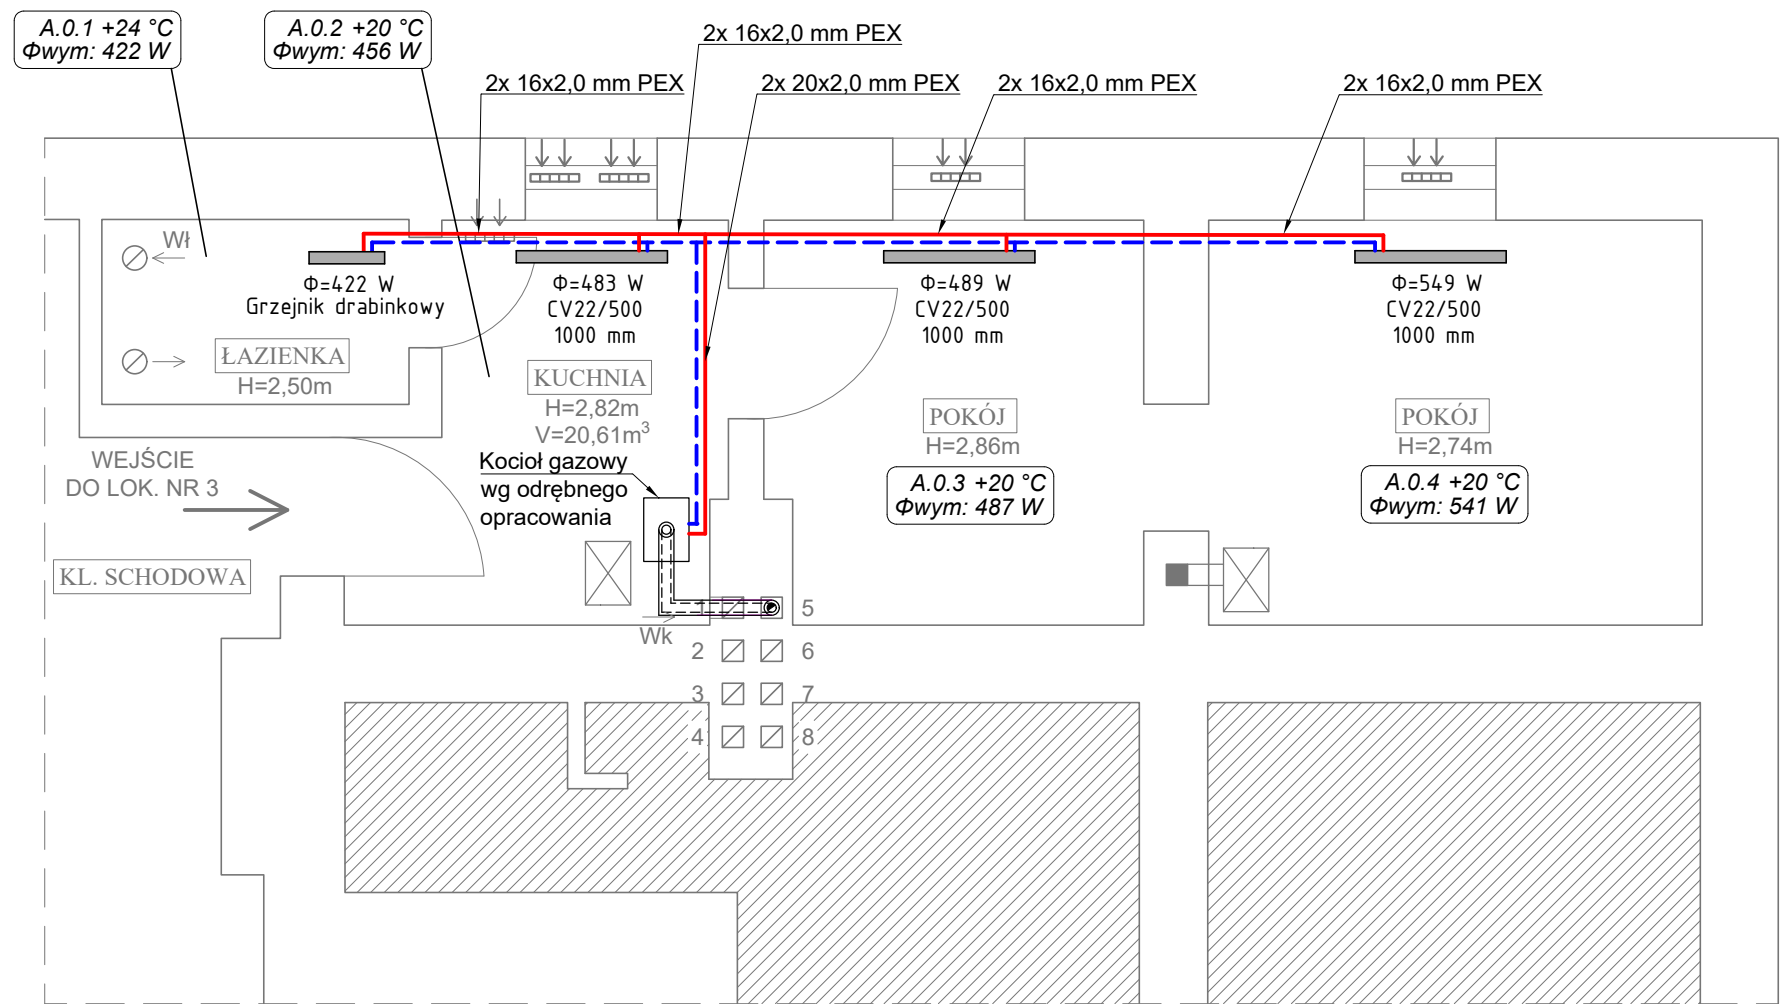 A.0.1 +24 °C
Φwym: 422 W
A.0.2 +20 °C
Φwym: 456 W
2x 16x2,0 mm PEX
2x 16x2,0 mm PEX
2x 20x2,0 mm PEX
2x 16x2,0 mm PEX
2x 16x2,0 mm PEX
Wł
Φ=422 W
Grzejnik drabinkowy
Φ=483 W
CV22/500
1000 mm
Φ=489 W
CV22/500
1000 mm
Φ=549 W
CV22/500
1000 mm
ŁAZIENKA
H=2,50m
KUCHNIA
H=2,82m
V=20,61m³
POKÓJ
H=2,86m
POKÓJ
H=2,74m
A.0.3 +20 °C
Φwym: 487 W
A.0.4 +20 °C
Φwym: 541 W
WEJŚCIE
DO LOK. NR 3
Kocioł gazowy
wg odrębnego
opracowania
KL. SCHODOWA
5
Wk
2
6
3
7
4
8